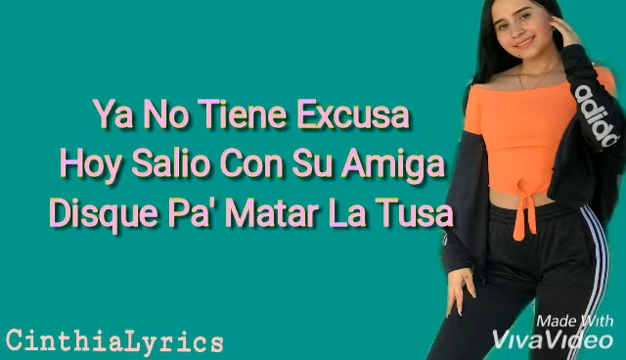 Ya No Tiene Excusa
Hoy Salio Con Su Amiga
Disque Pa' Matar La Tusa
adidas
CinthiaLyrics
Made With
VivaVideo